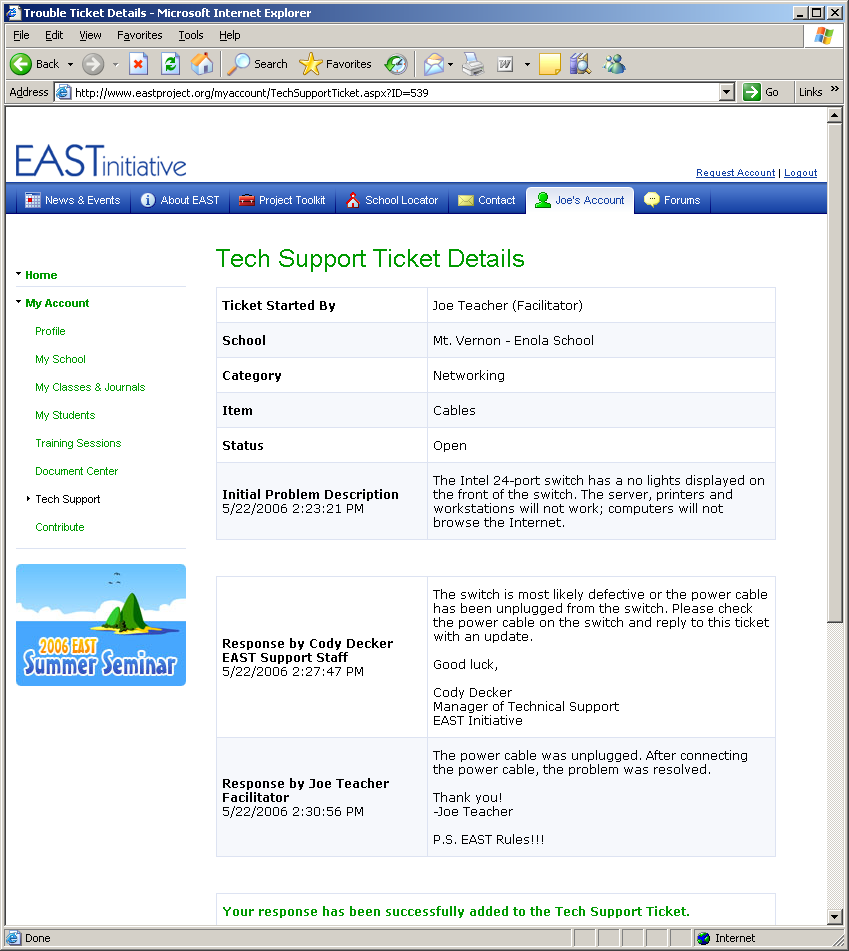 Trouble Ticket Details - Microsoft Internet Explorer
File Edit View Favorites Tools Help
Back Search Favorites
Address http://www.eastproject.org/myaccount/TechSupportTicket.aspx?ID=539 Go Links »
EASTinitiative
Request Account | Logout
News & Events About EAST Project Toolkit School Locator Contact Joe's Account Forums
Home
My Account
Profile
My School
My Classes & Journals
My Students
Training Sessions
Document Center
Tech Support
Contribute
2006 EAST
Summer Seminar
Tech Support Ticket Details
Ticket Started By Joe Teacher (Facilitator)
School Mt. Vernon - Enola School
Category Networking
Item Cables
Status Open
Initial Problem Description
5/22/2006 2:23:21 PM
The Intel 24-port switch has a no lights displayed on
the front of the switch. The server, printers and
workstations will not work; computers will not
browse the Internet.
Response by Cody Decker
EAST Support Staff
5/22/2006 2:27:47 PM
The switch is most likely defective or the power cable
has been unplugged from the switch. Please check
the power cable on the switch and reply to this ticket
with an update.
Good luck,
Cody Decker
Manager of Technical Support
EAST Initiative
Response by Joe Teacher
Facilitator
5/22/2006 2:30:56 PM
The power cable was unplugged. After connecting
the power cable, the problem was resolved.
Thank you!
-Joe Teacher
P.S. EAST Rules!!!
Your response has been successfully added to the Tech Support Ticket.
Done Internet